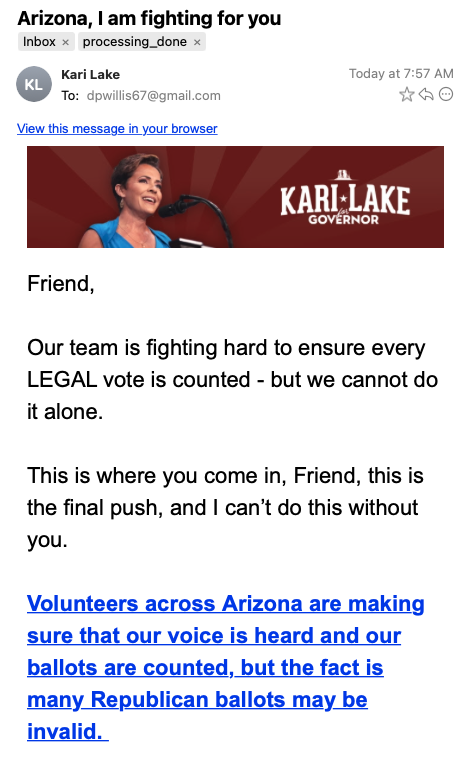 Arizona, I am fighting for you
Inbox × processing_done ×
KL
Kari Lake
Today at 7:57 AM
To: dpwillis67@gmail.com
View this message in your browser
KARI★LAKE
for
GOVERNOR
Friend,
Our team is fighting hard to ensure every
LEGAL vote is counted - but we cannot do
it alone.
This is where you come in, Friend, this is
the final push, and I can’t do this without
you.
Volunteers across Arizona are making
sure that our voice is heard and our
ballots are counted, but the fact is
many Republican ballots may be
invalid.